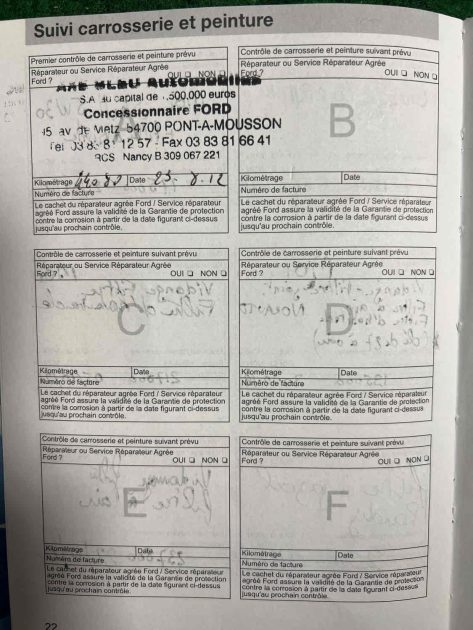 Suivi carrosserie et peinture
Premier contrôle de carrosserie et peinture prévu
Réparateur ou Service Réparateur Agrée
Ford ? OUI NON
BLEU Automobiles
S.A au capital de .500.000 euros
Concessionnaire FORD
av de Metz 54700 PONT-A-MOUSSON
Tel 03 83 81 12 57 - Fax 03 83 81 66 41
RCS Nancy B 309 067 221
Kilométrage Date 23. 8.12
Numéro de facture
Le cachet du réparateur agrée Ford / Service réparateur
agréé Ford assure la validité de la Garantie de protection
contre la corrosion à partir de la date figurant ci-dessus
jusqu'au prochain contrôle.
Contrôle de carrosserie et peinture suivant prévu
Réparateur ou Service Réparateur Agrée
Ford ? OUI NON
B
Kilométrage Date
Numéro de facture
Le cachet du réparateur agrée Ford / Service réparateur
agréé Ford assure la validité de la Garantie de protection
contre la corrosion à partir de la date figurant ci-dessus
jusqu'au prochain contrôle.
Contrôle de carrosserie et peinture suivant prévu
Réparateur ou Service Réparateur Agrée
Ford ? OUI NON
C
Kilométrage Date
Numéro de facture
Le cachet du réparateur agrée Ford / Service réparateur
agréé Ford assure la validité de la Garantie de protection
contre la corrosion à partir de la date figurant ci-dessus
jusqu'au prochain contrôle.
Contrôle de carrosserie et peinture suivant prévu
Réparateur ou Service Réparateur Agrée
Ford ? OUI NON
D
Kilométrage Date
Numéro de facture
Le cachet du réparateur agrée Ford / Service réparateur
agréé Ford assure la validité de la Garantie de protection
contre la corrosion à partir de la date figurant ci-dessus
jusqu'au prochain contrôle.
Contrôle de carrosserie et peinture suivant prévu
Réparateur ou Service Réparateur Agrée
Ford ? OUI NON
E
Kilométrage Date
Numéro de facture
Le cachet du réparateur agrée Ford / Service réparateur
agréé Ford assure la validité de la Garantie de protection
contre la corrosion à partir de la date figurant ci-dessus
jusqu'au prochain contrôle.
Contrôle de carrosserie et peinture suivant prévu
Réparateur ou Service Réparateur Agrée
Ford ? OUI NON
F
Kilométrage Date
Numéro de facture
Le cachet du réparateur agrée Ford / Service réparateur
agréé Ford assure la validité de la Garantie de protection
contre la corrosion à partir de la date figurant ci-dessus
jusqu'au prochain contrôle.
22